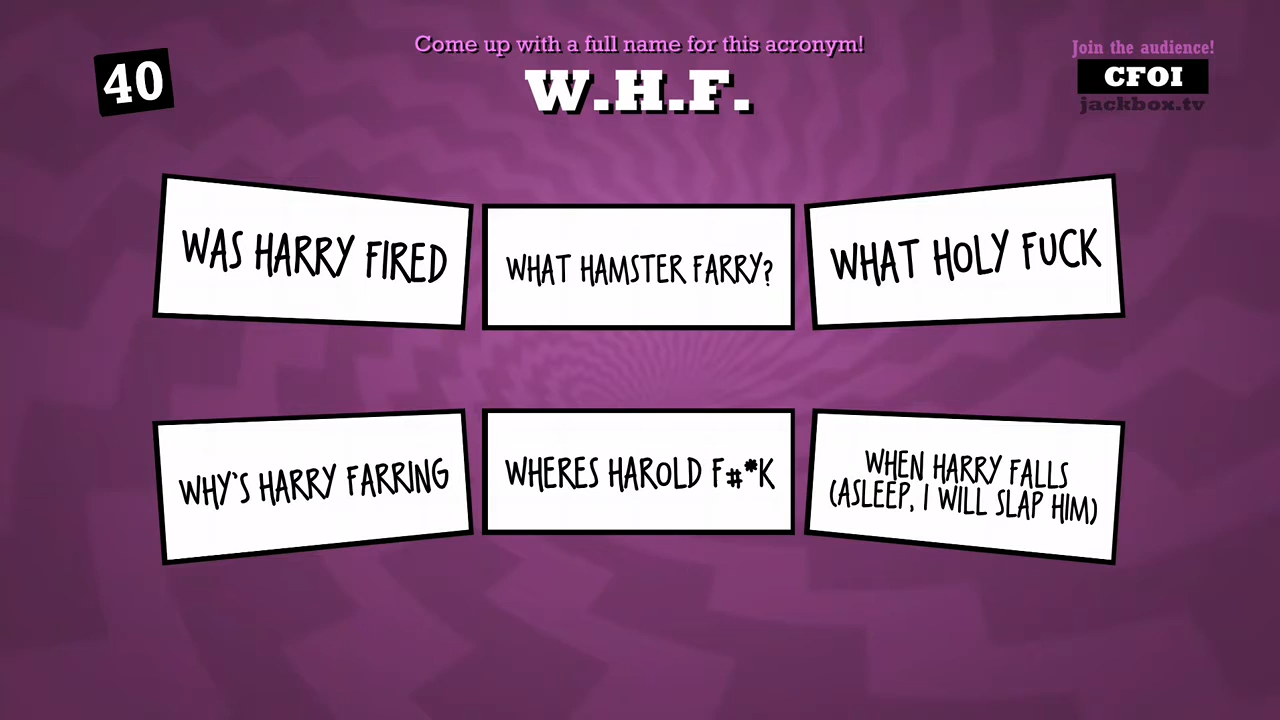 Come up with a full name for this acronym!
Join the audience!
40
W.H.F.
CFOI
jackbox.tv
WAS HARRY FIRED
WHAT HAMSTER FARRY?
WHAT HOLY FUCK
WHY'S HARRY FARRING
WHERES HAROLD F#*K
WHEN HARRY FALLS
(ASLEEP, I WILL SLAP HIM)